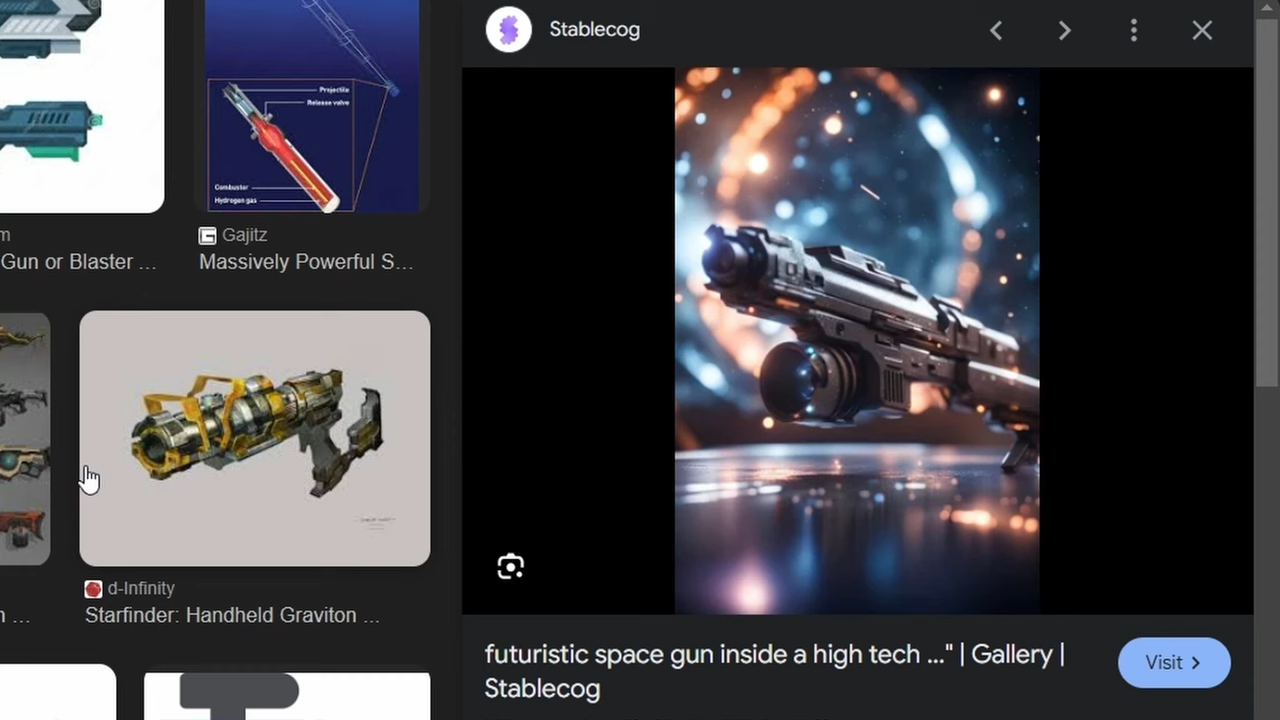 Stablecog
Projectile
Release valve
Combustor
Hydrogen gas
m
Gun or Blaster ...
Gajitz
Massively Powerful S...
d-Infinity
n ...
Starfinder: Handheld Graviton ...
futuristic space gun inside a high tech ..." | Gallery |
Stablecog
Visit